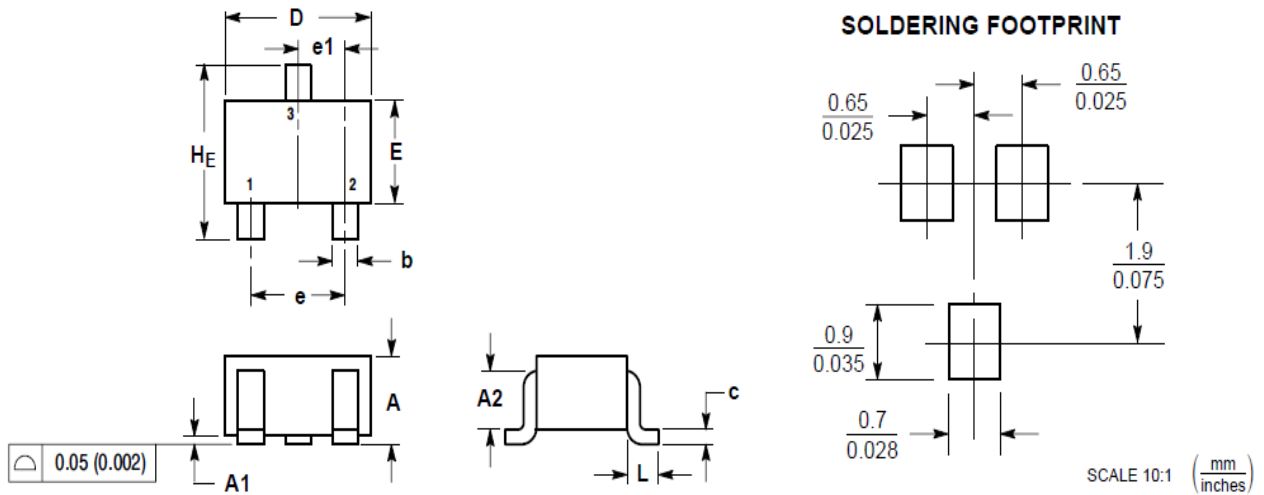 D
e1
3
HE
E
1
2
b
e
A
A1
0.05 (0.002)
A2
c
L
SOLDERING FOOTPRINT
0.65
0.025
0.65
0.025
1.9
0.075
0.9
0.035
0.7
0.028
SCALE 10:1
(mm
inches)